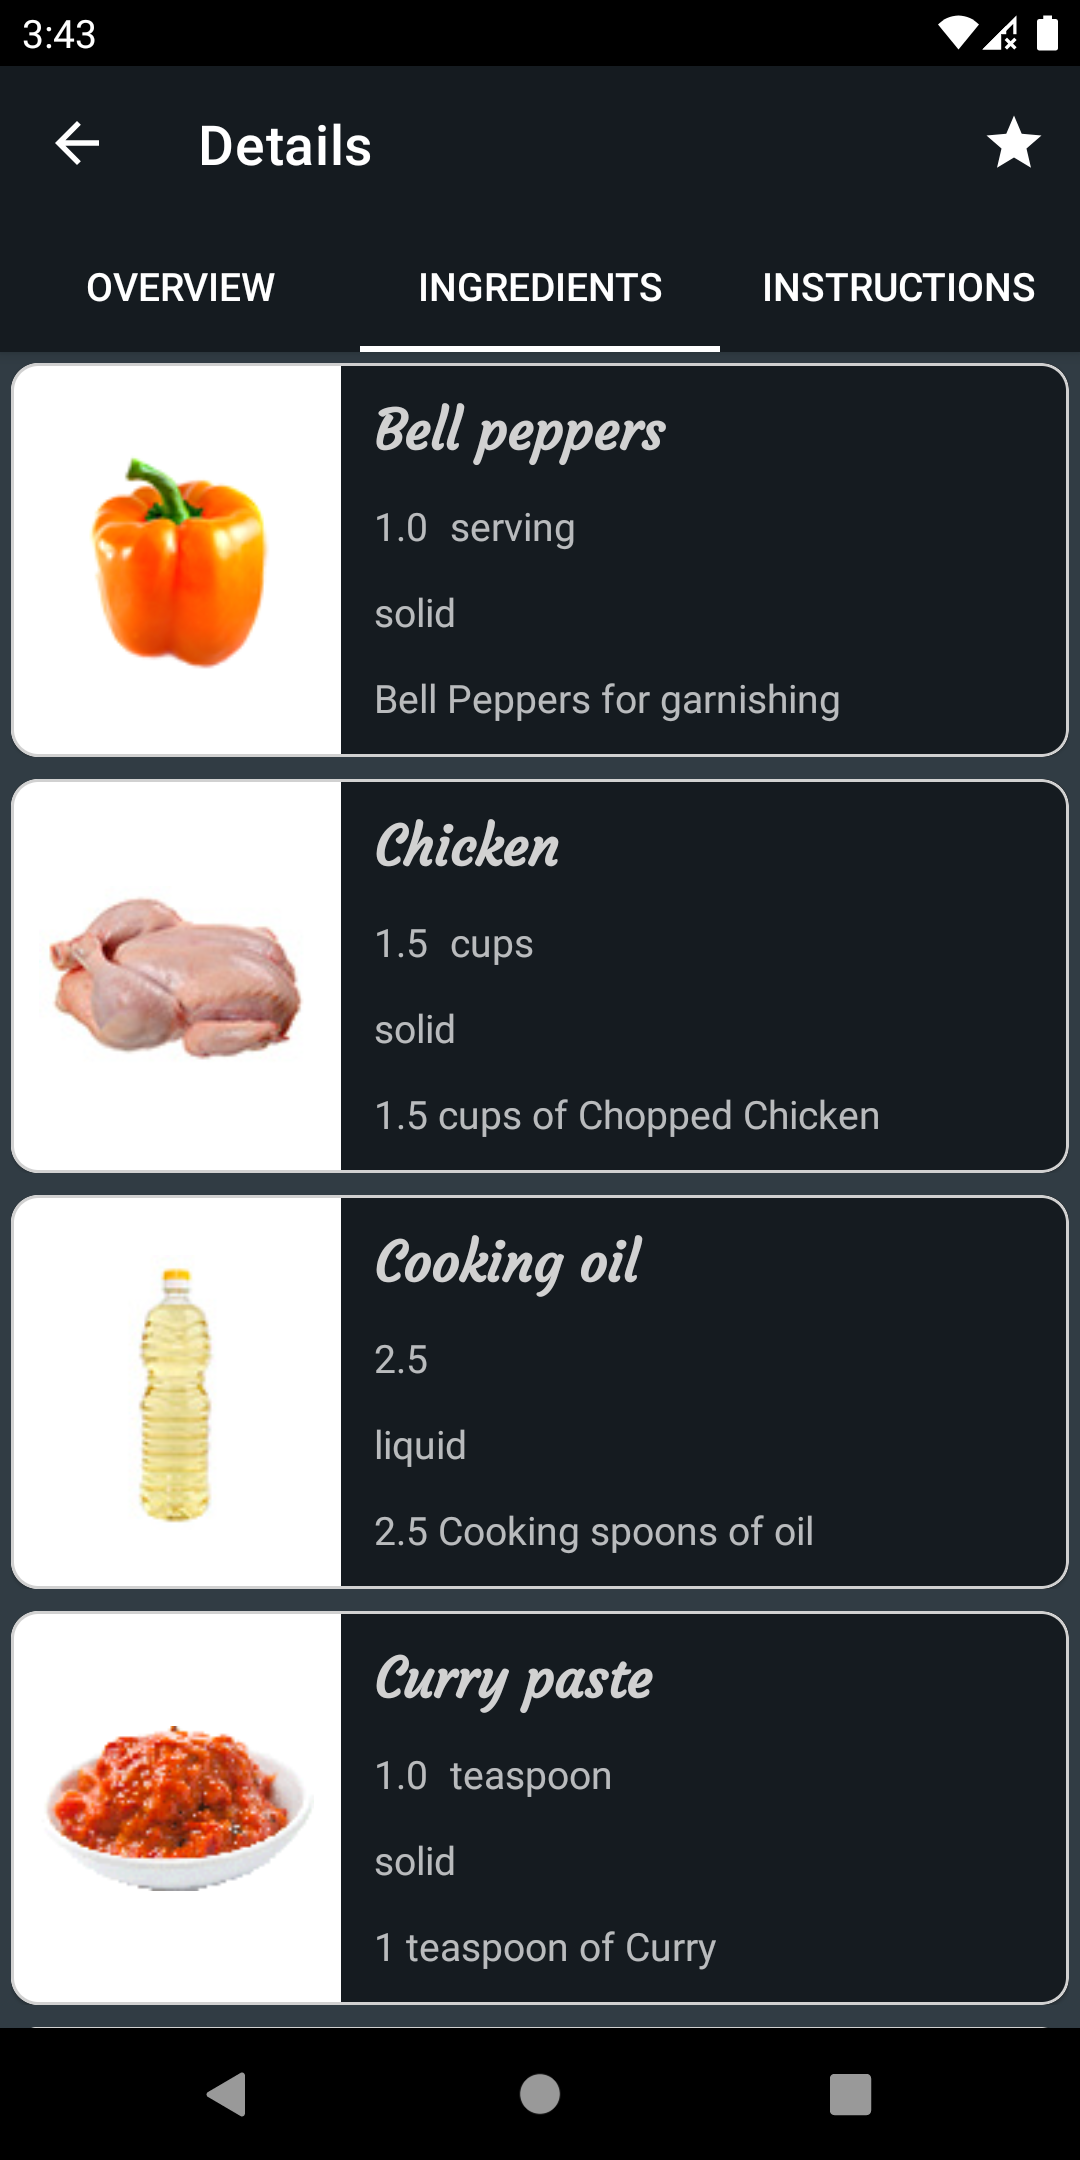 3:43
Details
OVERVIEW INGREDIENTS INSTRUCTIONS
Bell peppers
1.0 serving
solid
Bell Peppers for garnishing
Chicken
1.5 cups
solid
1.5 cups of Chopped Chicken
Cooking oil
2.5
liquid
2.5 Cooking spoons of oil
Curry paste
1.0 teaspoon
solid
1 teaspoon of Curry